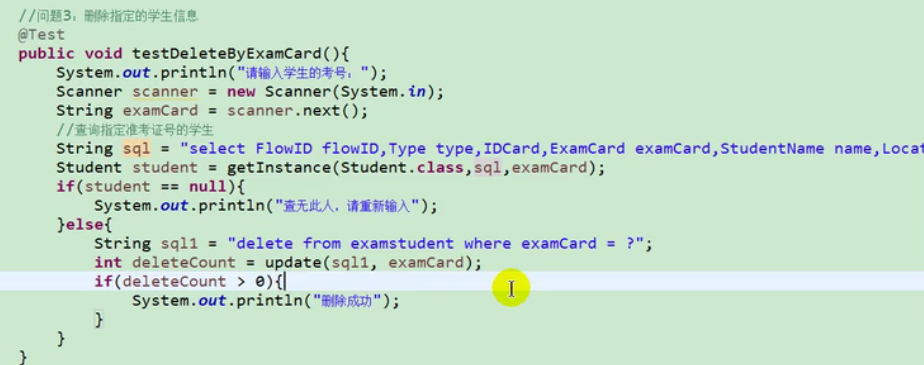 //问题3：删除指定的学生信息
@Test
public void testDeleteByExamCard(){
System.out.println("请输入学生的考号：");
Scanner scanner = new Scanner(System.in);
String examCard = scanner.next();
//查询指定准考证号的学生
String sql = "select FlowID flowID,Type type,IDCard,ExamCard examCard,StudentName name,Locat
Student student = getInstance(Student.class,sql,examCard);
if(student == null){
System.out.println("查无此人，请重新输入");
}else{
String sql1 = "delete from examstudent where examCard = ?";
int deleteCount = update(sql1, examCard);
if(deleteCount > 0){
System.out.println("删除成功");
}
}
}